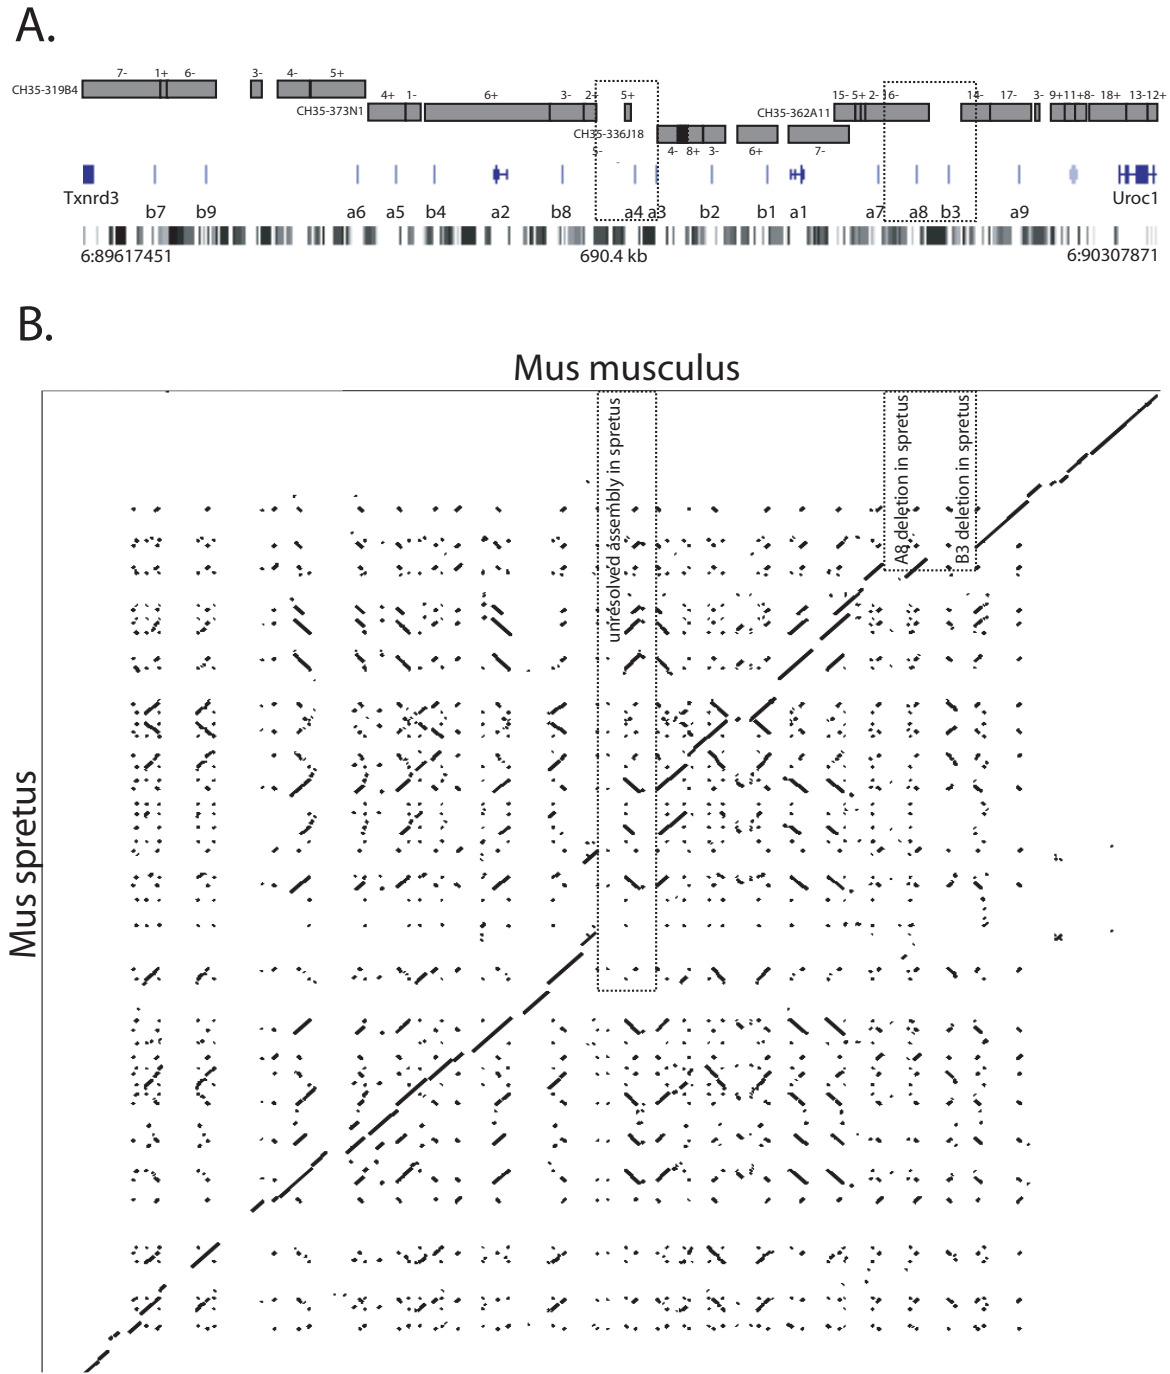 A.
7- 1+ 6- 3- 4- 5+
CH35-319B4
4+ 1- 6+ 3- 2+ 5+
CH35-373N1
15- 5+ 2- 16- 14- 17- 3- 9+11+8- 18+ 13-12+
CH35-362A11
CH35-336J18
5- 4- 8+ 3- 6+ 7-
Txnrd3
Uroc1
b7 b9 a6 a5 b4 a2 b8 a4 a3 b2 b1 a1 a7 a8 b3 a9
6:89617451 690.4 kb 6:90307871
B.
Mus musculus
unresolved assembly in spretus
A8 deletion in spretus
B3 deletion in spretus
Mus spretus